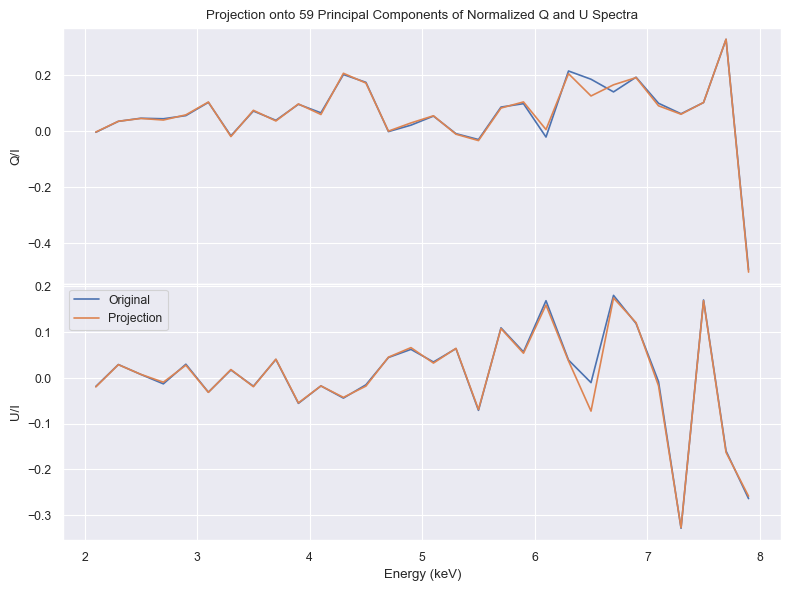 Projection onto 59 Principal Components of Normalized Q and U Spectra
0.2
0.0
−0.2
−0.4
Q/I
0.2
0.1
0.0
−0.1
−0.2
−0.3
U/I
Original
Projection
2 3 4 5 6 7 8
Energy (keV)